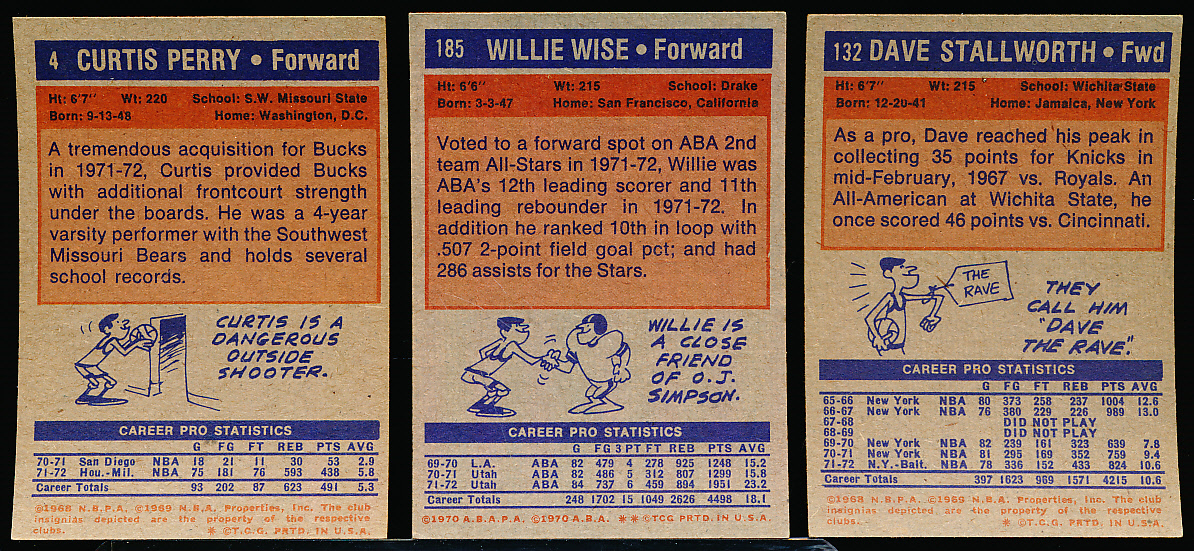 4 CURTIS PERRY • Forward
Ht: 6'7" Wt: 220 School: S.W. Missouri State
Born: 9-13-48 Home: Washington, D.C.
A tremendous acquisition for Bucks
in 1971-72, Curtis provided Bucks
with additional frontcourt strength
under the boards. He was a 4-year
varsity performer with the Southwest
Missouri Bears and holds several
school records.
CURTIS IS A
DANGEROUS
OUTSIDE
SHOOTER.
CAREER PRO STATISTICS
G FG FT REB PTS AVG
70-71 San Diego NBA 18 21 11 30 53 2.9
71-72 Hou.-Mil. NBA 75 181 76 593 438 5.8
Career Totals 93 202 87 623 491 5.3
©1968 N.B.P.A. ©1969 N.B.A. Properties, Inc. The club
insignias depicted are the property of the respective
clubs. * ©T.C.G. PRTD. IN U.S.A.
185 WILLIE WISE • Forward
Ht: 6'6" Wt: 215 School: Drake
Born: 3-3-47 Home: San Francisco, California
Voted to a forward spot on ABA 2nd
team All-Stars in 1971-72, Willie was
ABA's 12th leading scorer and 11th
leading rebounder in 1971-72. In
addition he ranked 10th in loop with
.507 2-point field goal pct; and had
286 assists for the Stars.
WILLIE IS
A CLOSE
FRIEND
OF O.J.
SIMPSON.
CAREER PRO STATISTICS
G FG 3PT FT REB PTS AVG
69-70 L.A. ABA 82 479 4 278 925 1248 15.2
70-71 Utah ABA 82 486 5 312 807 1299 15.8
71-72 Utah ABA 84 737 6 459 894 1951 23.2
Career Totals 248 1702 15 1049 2626 4498 18.1
©1970 A.B.A.P.A. ©1970 A.B.A. ** ©TCG PRTD. IN U.S.A
132 DAVE STALLWORTH • Fwd
Ht: 6'7" Wt: 215 School: Wichita State
Born: 12-20-41 Home: Jamaica, New York
As a pro, Dave reached his peak in
collecting 35 points for Knicks in
mid-February, 1967 vs. Royals. An
All-American at Wichita State, he
once scored 46 points vs. Cincinnati.
THE
RAVE
THEY
CALL HIM
"DAVE
THE RAVE."
CAREER PRO STATISTICS
G FG FT REB PTS AVG
65-66 New York NBA 80 373 258 237 1004 12.6
66-67 New York NBA 76 380 229 226 989 13.0
67-68 DID NOT PLAY
68-69 DID NOT PLAY
69-70 New York NBA 82 239 161 323 639 7.8
70-71 New York NBA 81 295 169 352 759 9.4
71-72 N.Y.-Balt. NBA 78 336 152 433 824 10.6
Career Totals 397 1623 969 1571 4215 10.6
©1968 N.B.P.A. ©1969 N.B.A. Properties, Inc. The club
insignias depicted are the property of the respective
clubs. * ©T.C.G. PRTD. IN U.S.A.